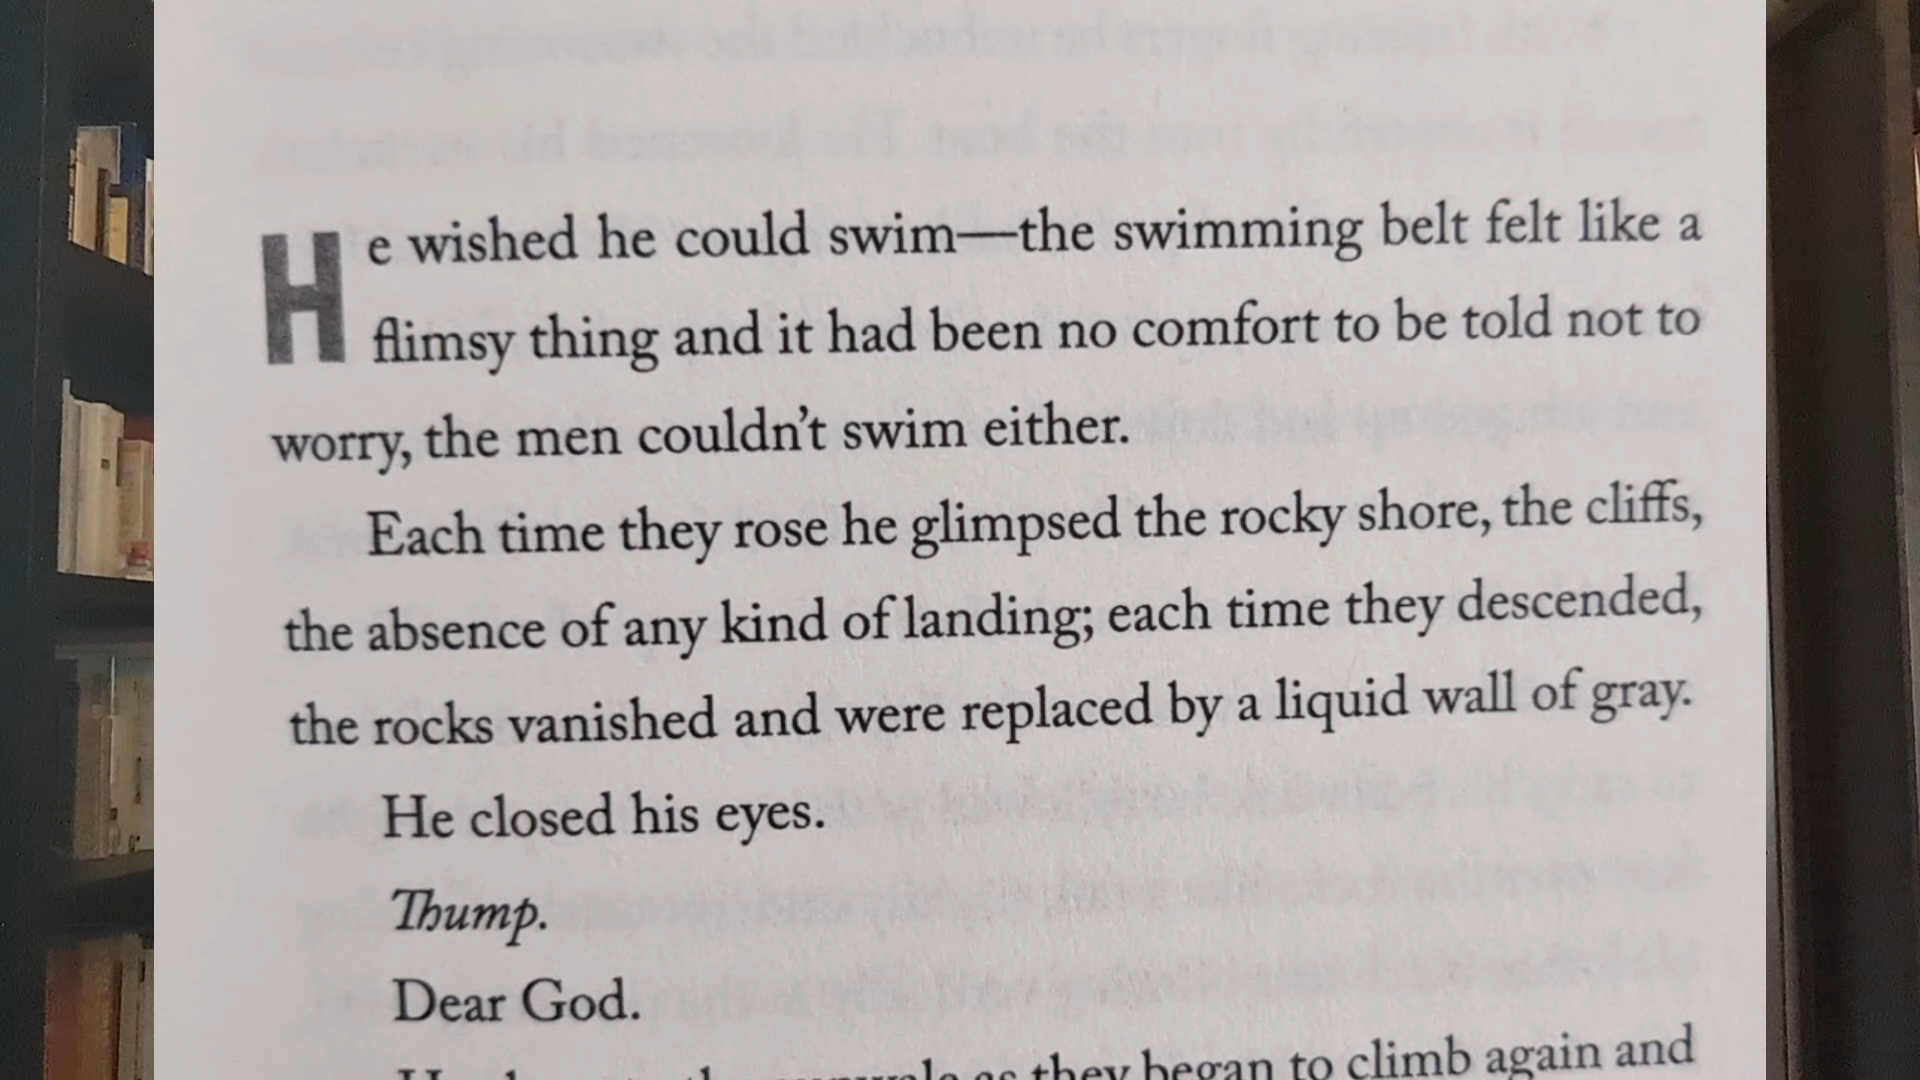 He wished he could swim—the swimming belt felt like a
flimsy thing and it had been no comfort to be told not to
worry, the men couldn't swim either.
Each time they rose he glimpsed the rocky shore, the cliffs,
the absence of any kind of landing; each time they descended,
the rocks vanished and were replaced by a liquid wall of gray.
He closed his eyes.
Thump.
Dear God.
as they began to climb again and